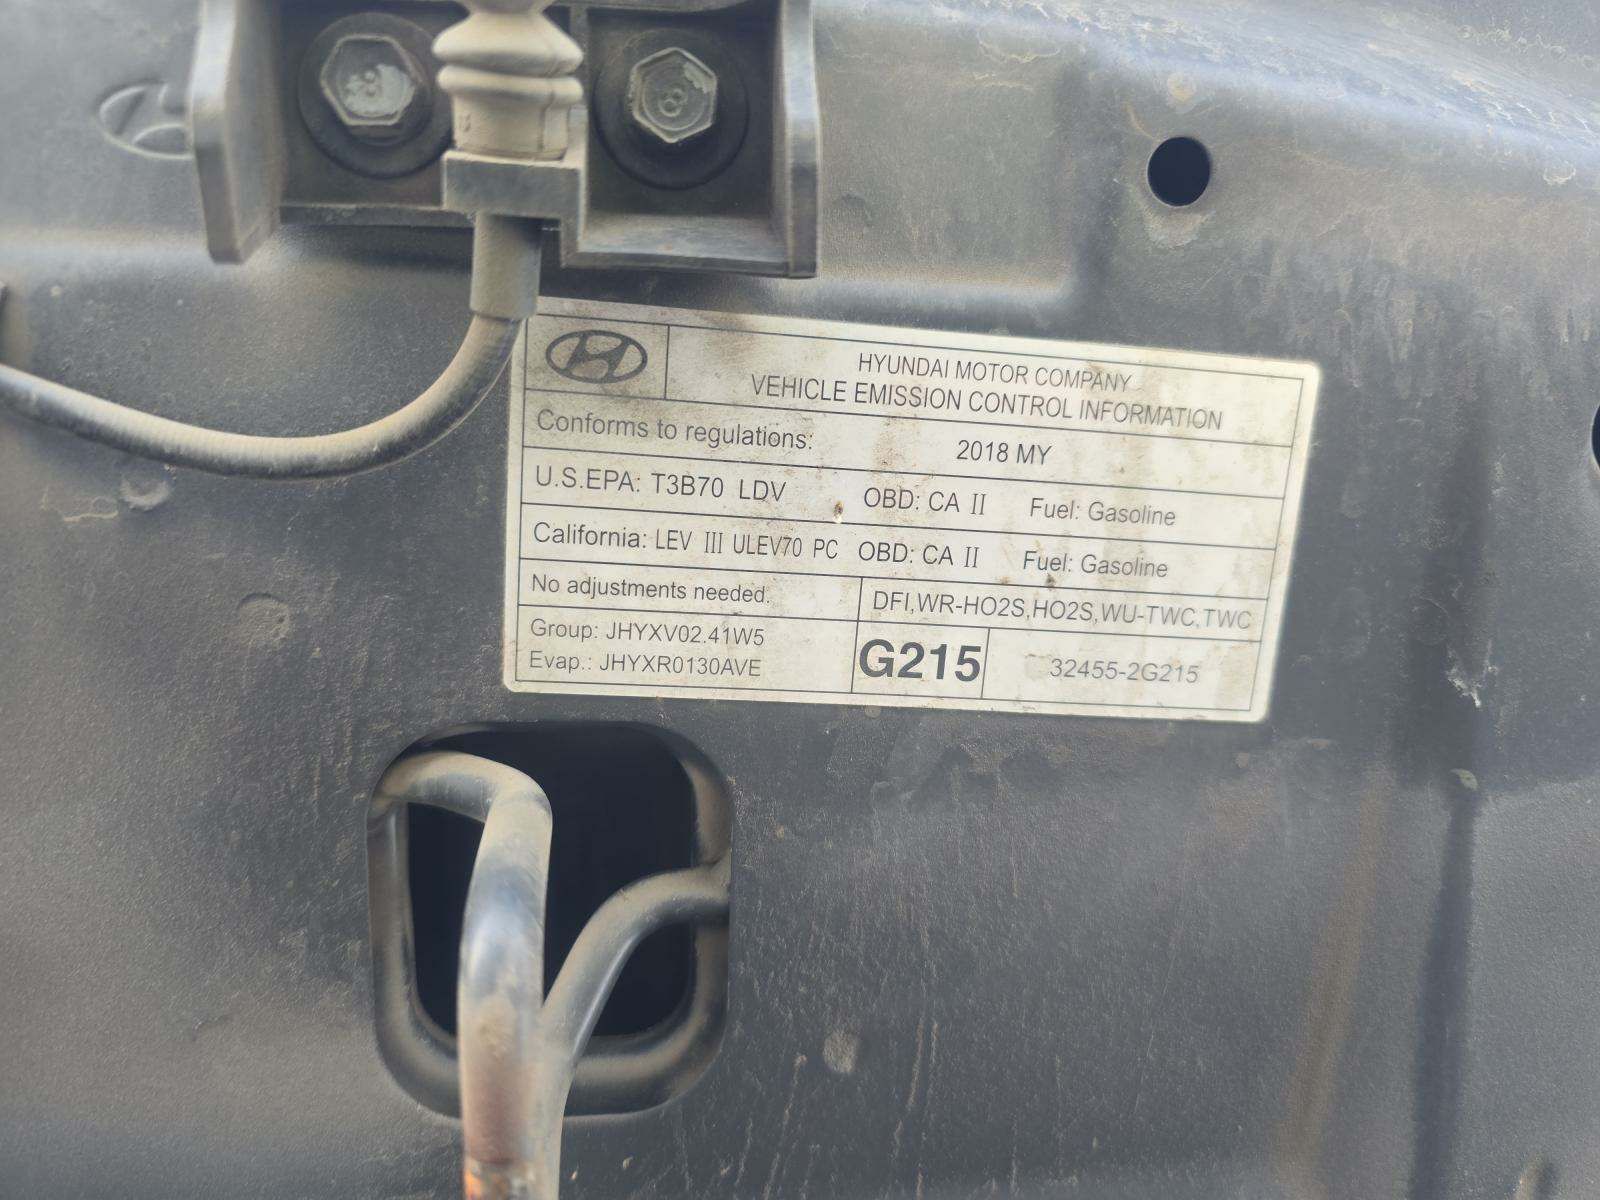 8
8
HYUNDAI MOTOR COMPANY
VEHICLE EMISSION CONTROL INFORMATION
Conforms to regulations: 2018 MY
U.S.EPA: T3B70 LDV OBD: CA II Fuel: Gasoline
California: LEV III ULEV70 PC OBD: CA II Fuel: Gasoline
No adjustments needed. DFI,WR-HO2S,HO2S,WU-TWC,TWC
Group: JHYXV02.41W5
Evap.: JHYXR0130AVE
G215
32455-2G215